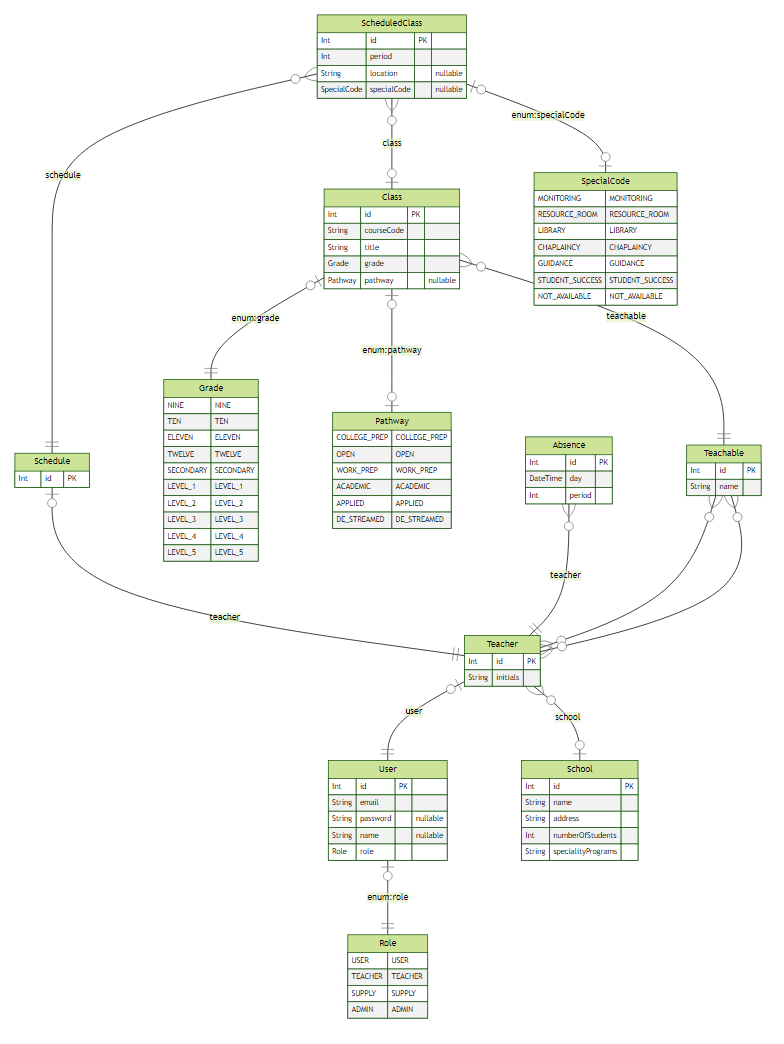 ScheduledClass
Int id PK
Int period
String location nullable
SpecialCode specialCode nullable
enum:specialCode
class
schedule
SpecialCode
MONITORING MONITORING
RESOURCE_ROOM RESOURCE_ROOM
LIBRARY LIBRARY
CHAPLAINCY CHAPLAINCY
GUIDANCE GUIDANCE
STUDENT_SUCCESS STUDENT_SUCCESS
NOT_AVAILABLE NOT_AVAILABLE
Class
Int id PK
String courseCode
String title
Grade grade
Pathway pathway nullable
teachable
enum:grade
enum:pathway
Grade
NINE NINE
TEN TEN
ELEVEN ELEVEN
TWELVE TWELVE
SECONDARY SECONDARY
LEVEL_1 LEVEL_1
LEVEL_2 LEVEL_2
LEVEL_3 LEVEL_3
LEVEL_4 LEVEL_4
LEVEL_5 LEVEL_5
Pathway
COLLEGE_PREP COLLEGE_PREP
OPEN OPEN
WORK_PREP WORK_PREP
ACADEMIC ACADEMIC
APPLIED APPLIED
DE_STREAMED DE_STREAMED
Absence
Int id PK
DateTime day
Int period
Teachable
Int id PK
String name
Schedule
Int id PK
teacher
teacher
Teacher
Int id PK
String initials
user
school
User
Int id PK
String email
String password nullable
String name nullable
Role role
School
Int id PK
String name
String address
Int numberOfStudents
String specialityPrograms
enum:role
Role
USER USER
TEACHER TEACHER
SUPPLY SUPPLY
ADMIN ADMIN